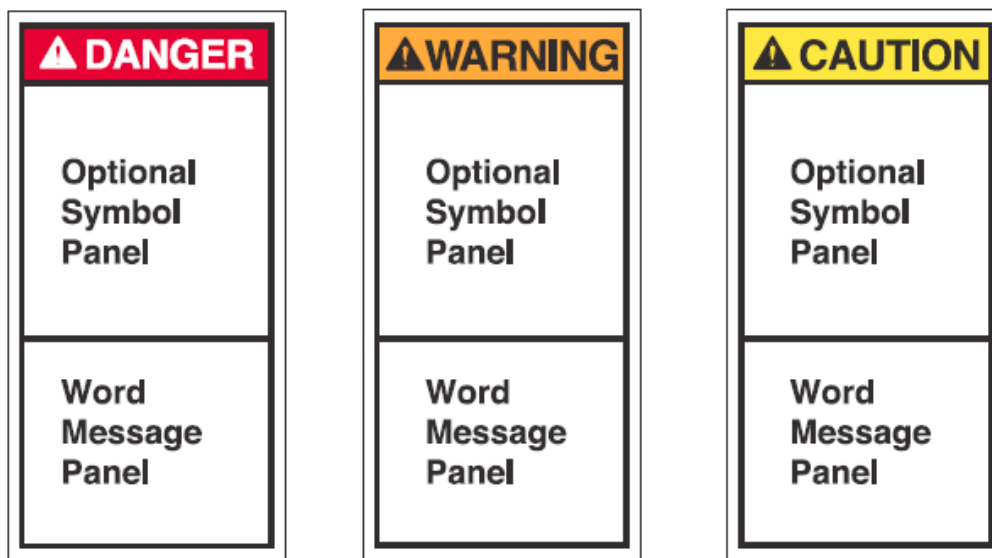 DANGER
Optional
Symbol
Panel
Word
Message
Panel
WARNING
Optional
Symbol
Panel
Word
Message
Panel
CAUTION
Optional
Symbol
Panel
Word
Message
Panel